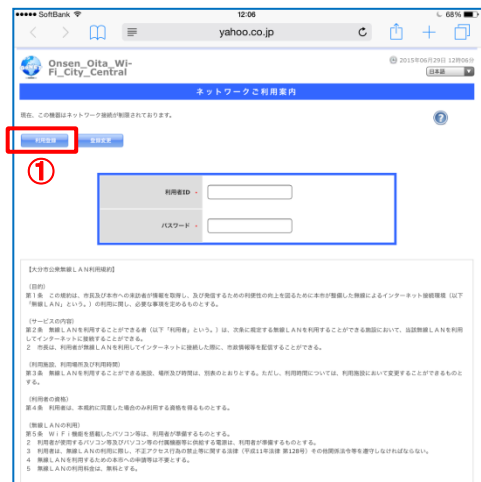 SoftBank 12:06 68%
yahoo.co.jp
Onsen_Oita_Wi-
Fi_City_Central
2015年06月29日 12時06分
日本語
ネットワークご利用案内
現在、この機器はネットワーク接続が制限されております。
利用登録 登録変更
①
利用者ID
パスワード
【大分市公衆無線LAN利用規約】
(目的)
第1条 この規約は、市民及び本市への来訪者が情報を取得し、及び発信するための利便性の向上を図るために本市が整備した無線によるインターネット接続環境(以下
「無線LAN」という。)の利用に関し、必要な事項を定めるものとする。
(サービスの内容)
第2条 無線LANを利用することができる者(以下「利用者」という。)は、次条に規定する無線LANを利用することができる施設において、当該無線LANを利用
してインターネットに接続することができる。
2 市長は、利用者が無線LANを利用してインターネットに接続した際に、市政情報等を配信することができる。
(利用施設、利用場所及び利用時間)
第3条 無線LANを利用することができる施設、場所及び時間は、別表のとおりとする。ただし、利用時間については、利用施設において変更することができるものと
する。
(利用者の資格)
第4条 利用者は、本規約に同意した場合のみ利用する資格を得るものとする。
(無線LANの利用)
第5条 WiFi機能を搭載したパソコン等は、利用者が準備するものとする。
2 利用者が使用するパソコン等及びパソコン等の付属機器等に供給する電源は、利用者が準備するものとする。
3 利用者は、無線LANの利用に際し、不正アクセス行為の禁止等に関する法律(平成11年法律 第128号)その他関係法令等を遵守しなければならない。
4 無線LANを利用するための本市への申請等は不要とする。
5 無線LANの利用料金は、無料とする。